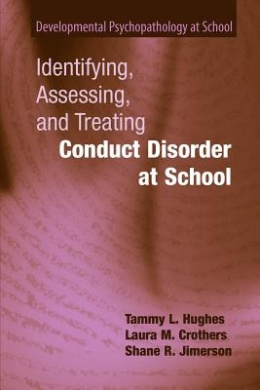 Developmental Psychopathology at School
Identifying,
Assessing,
and Treating
Conduct Disorder
at School
Tammy L. Hughes
Laura M. Crothers
Shane R. Jimerson